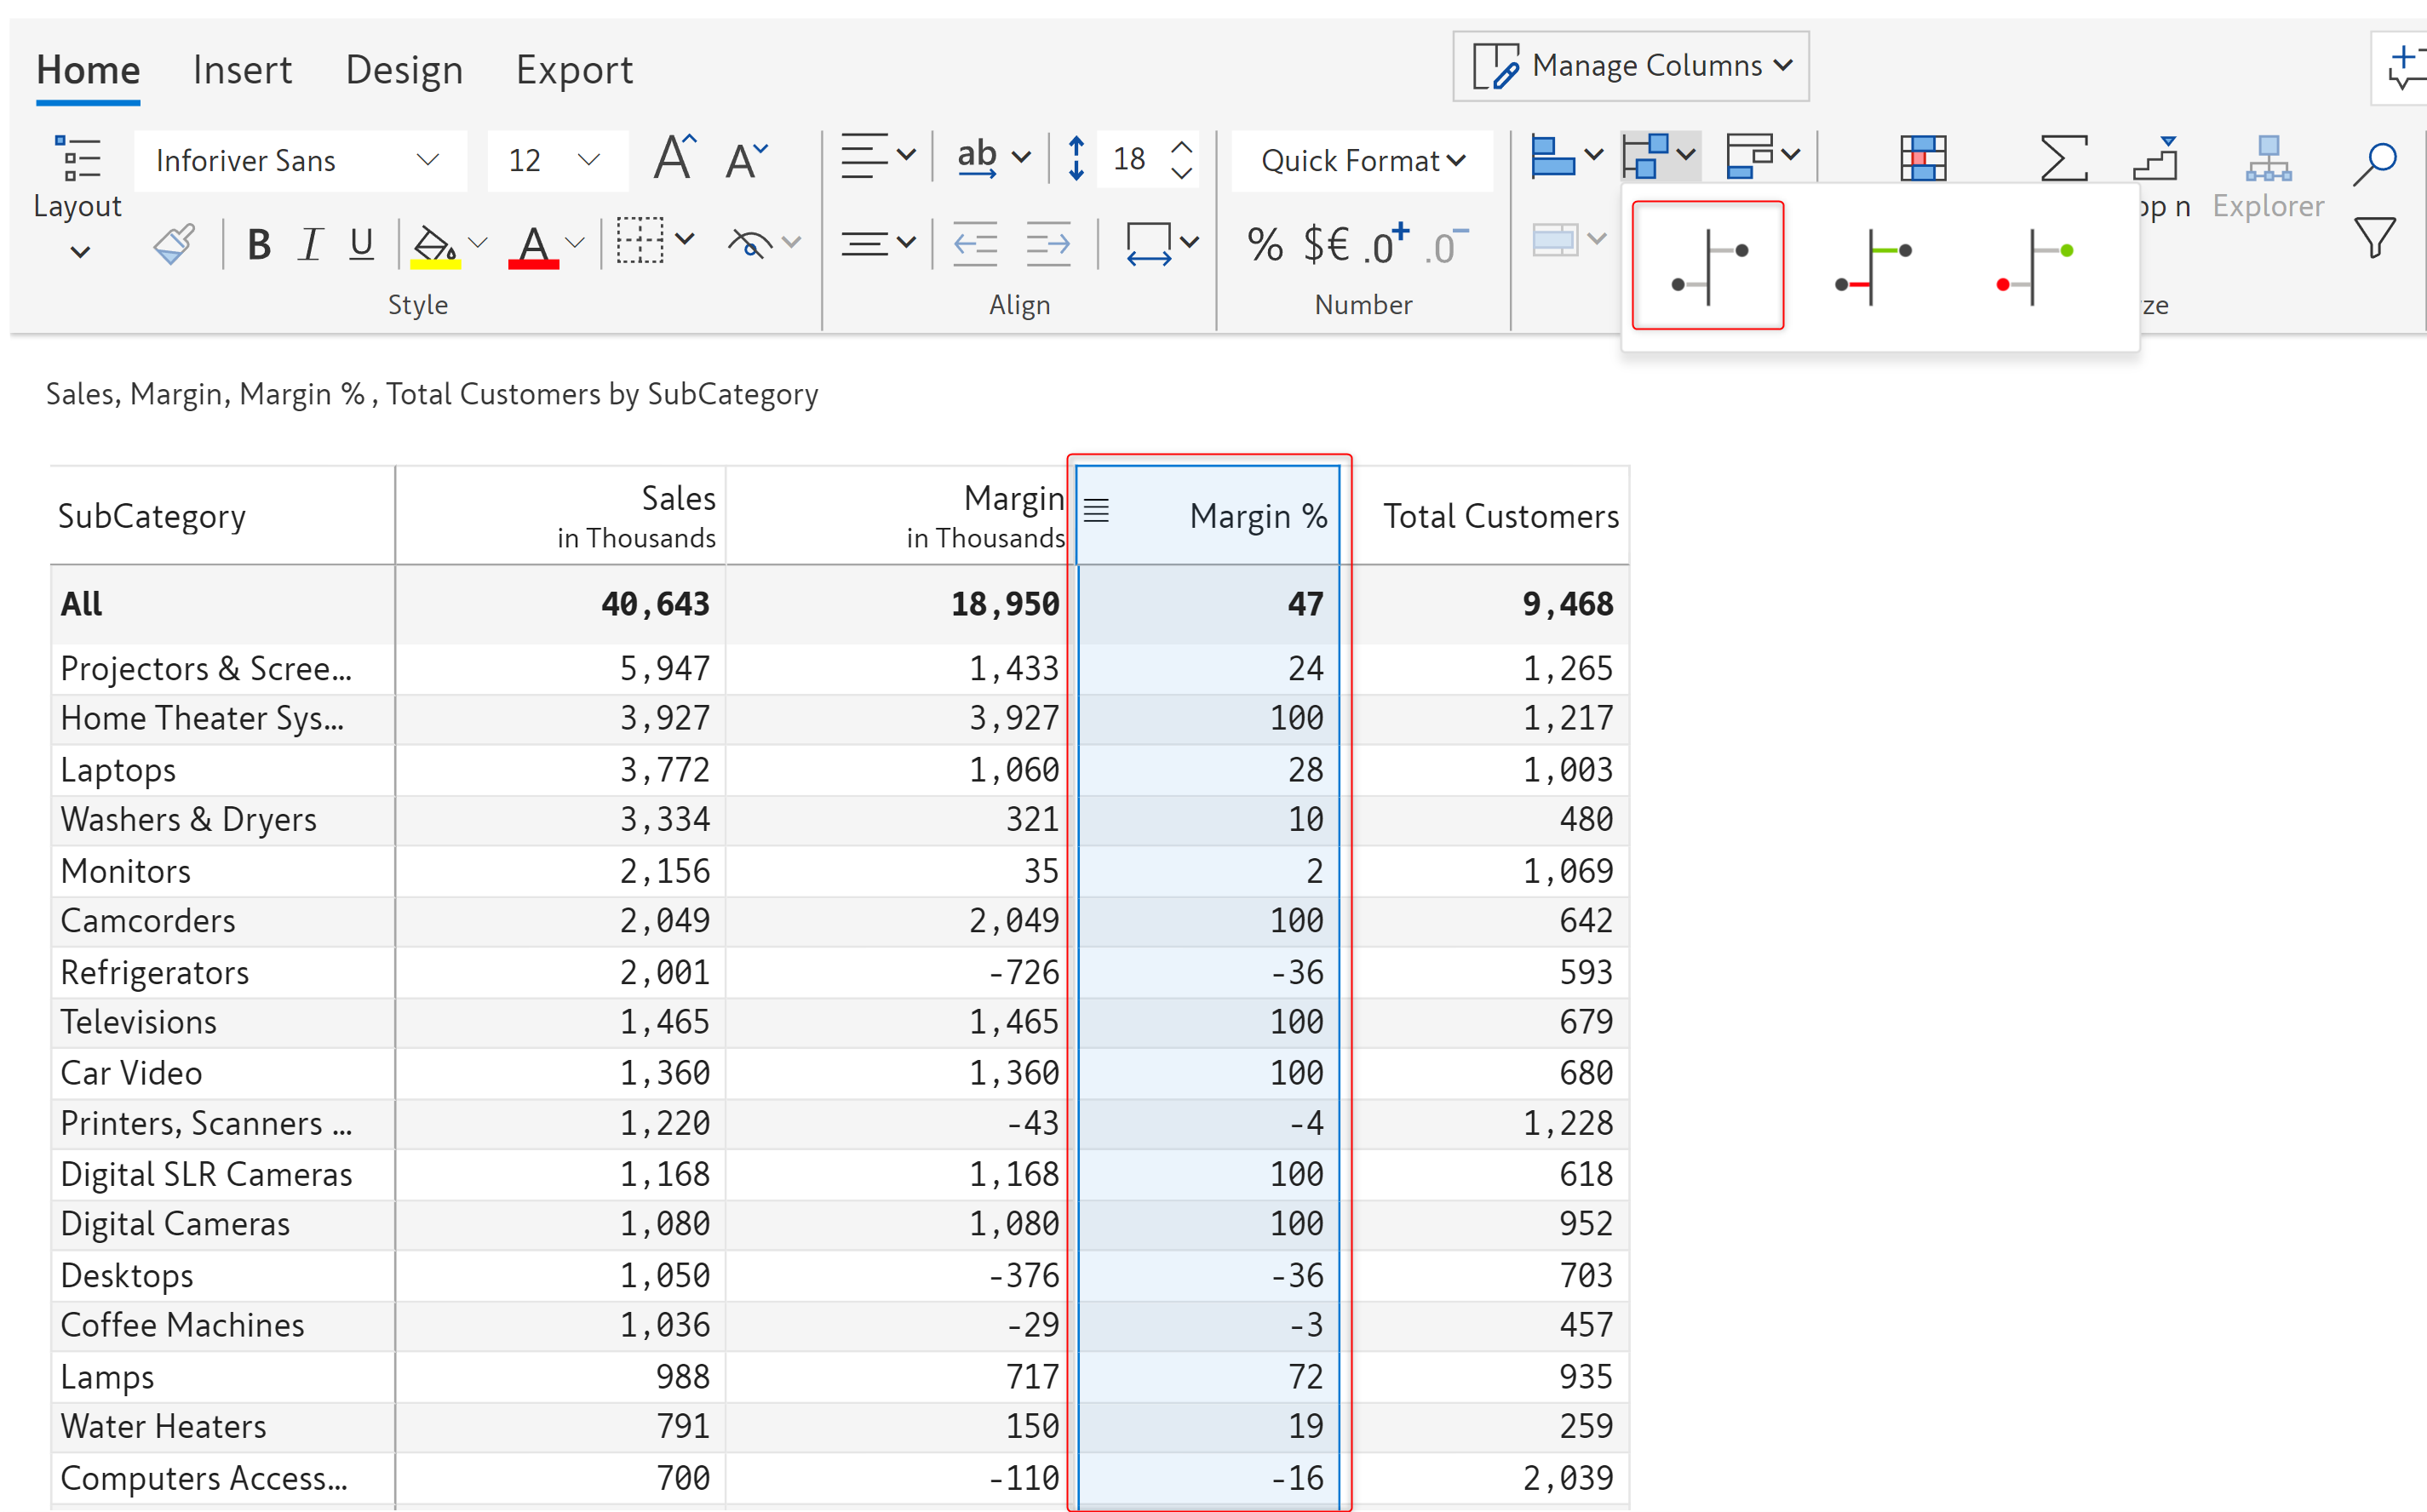 Home Insert Design Export Manage Columns
Inforiver Sans 12 A A ab 18 Quick Format
Layout Explorer
B I U A % $€ .0+ .0-
Style Align Number
Sales, Margin, Margin % , Total Customers by SubCategory
SubCategory Sales in Thousands Margin in Thousands Margin % Total Customers
All 40,643 18,950 47 9,468
Projectors & Scree... 5,947 1,433 24 1,265
Home Theater Sys... 3,927 3,927 100 1,217
Laptops 3,772 1,060 28 1,003
Washers & Dryers 3,334 321 10 480
Monitors 2,156 35 2 1,069
Camcorders 2,049 2,049 100 642
Refrigerators 2,001 -726 -36 593
Televisions 1,465 1,465 100 679
Car Video 1,360 1,360 100 680
Printers, Scanners ... 1,220 -43 -4 1,228
Digital SLR Cameras 1,168 1,168 100 618
Digital Cameras 1,080 1,080 100 952
Desktops 1,050 -376 -36 703
Coffee Machines 1,036 -29 -3 457
Lamps 988 717 72 935
Water Heaters 791 150 19 259
Computers Access... 700 -110 -16 2,039